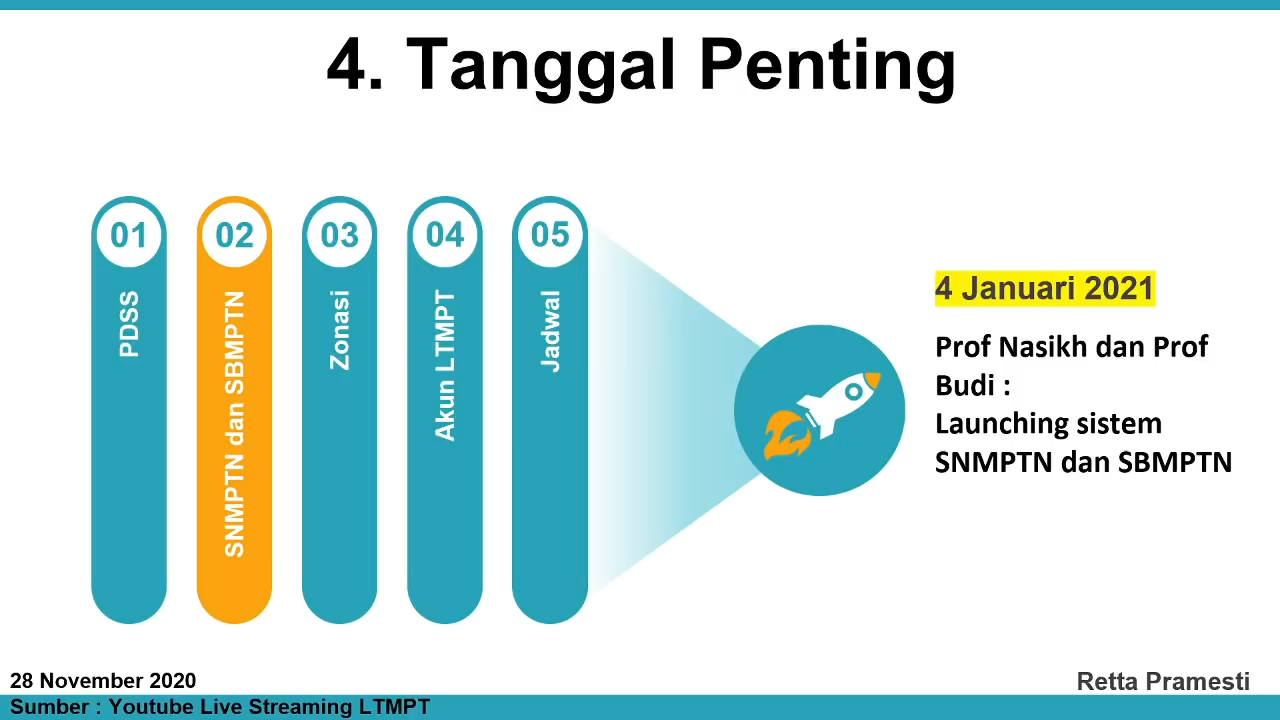 4. Tanggal Penting
01
PDSS
02
SNMPTN dan SBMPTN
03
Zonasi
04
Akun LTMPT
05
Jadwal
4 Januari 2021
Prof Nasikh dan Prof
Budi :
Launching sistem
SNMPTN dan SBMPTN
28 November 2020
Sumber : Youtube Live Streaming LTMPT
Retta Pramesti